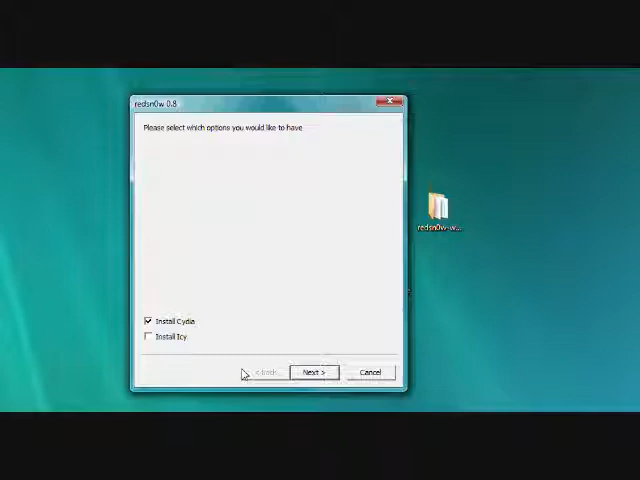 redsn0w 0.8
Please select which options you would like to have
redsn0w-w...
Install Cydia
Install Icy
< Back
Next >
Cancel